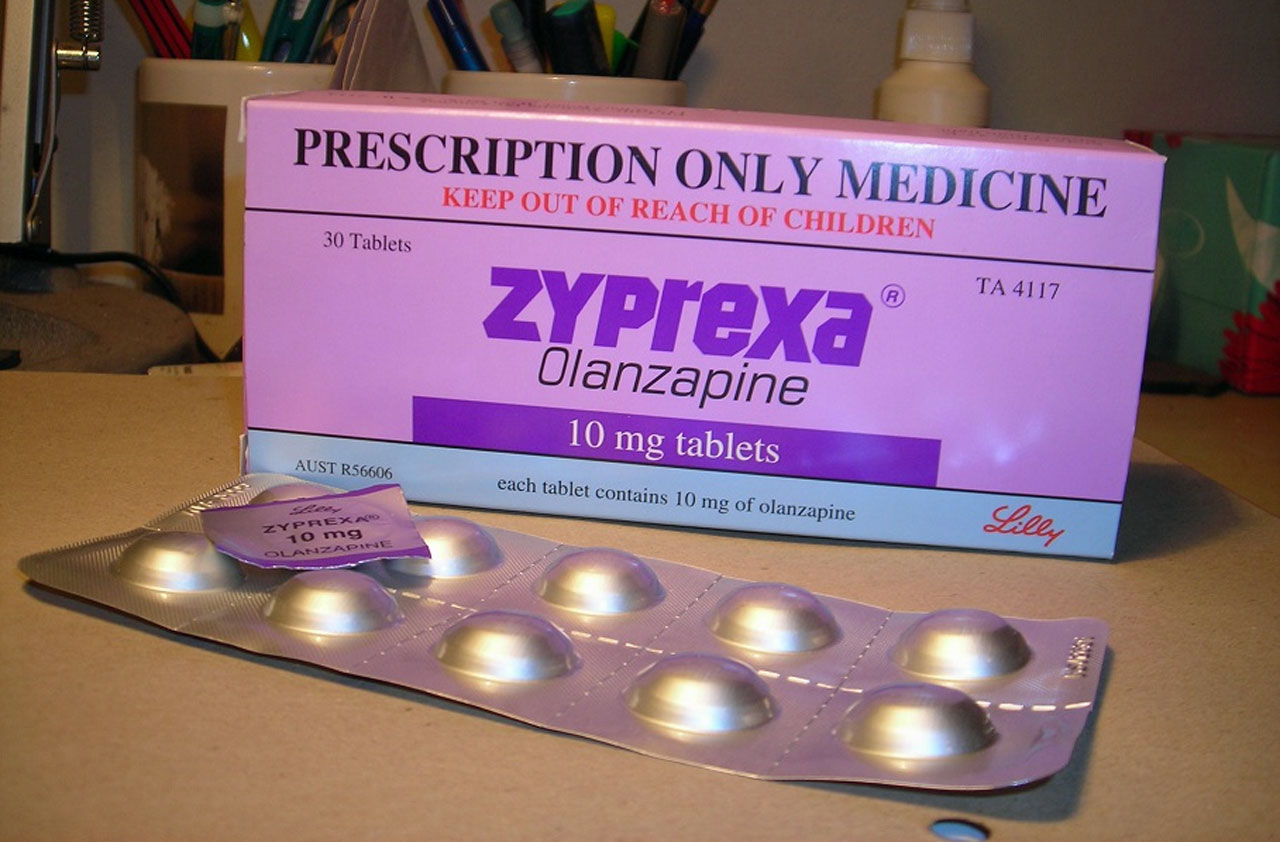 PRESCRIPTION ONLY MEDICINE
KEEP OUT OF REACH OF CHILDREN
30 Tablets
TA 4117
zyprexa®
Olanzapine
10 mg tablets
AUST R56606
each tablet contains 10 mg of olanzapine
Lilly
Lilly
ZYPREXA®
10 mg
OLANZAPINE